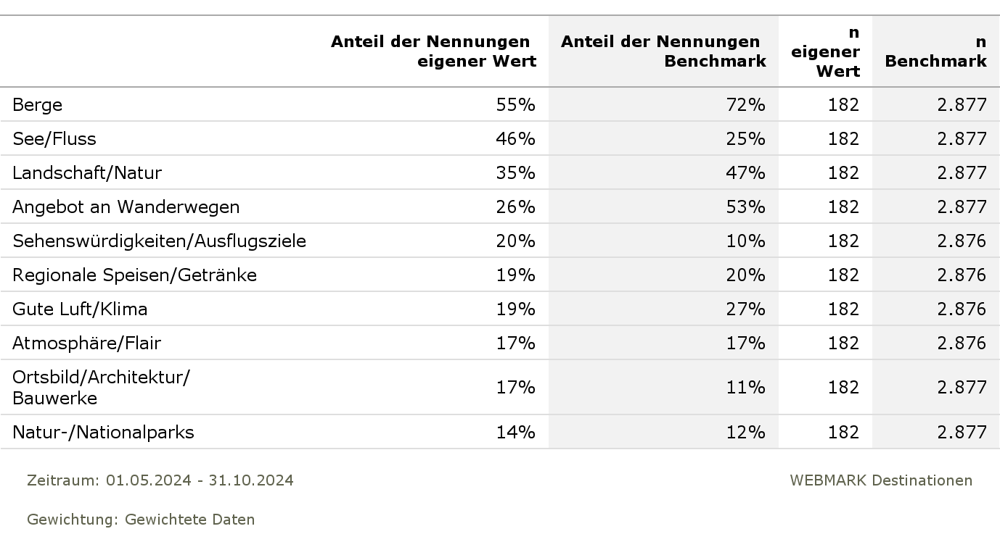 Anteil der Nennungen eigener Wert Anteil der Nennungen Benchmark n eigener Wert n Benchmark
Berge 55% 72% 182 2.877
See/Fluss 46% 25% 182 2.877
Landschaft/Natur 35% 47% 182 2.877
Angebot an Wanderwegen 26% 53% 182 2.877
Sehenswürdigkeiten/Ausflugsziele 20% 10% 182 2.876
Regionale Speisen/Getränke 19% 20% 182 2.876
Gute Luft/Klima 19% 27% 182 2.876
Atmosphäre/Flair 17% 17% 182 2.876
Ortsbild/Architektur/
Bauwerke 17% 11% 182 2.877
Natur-/Nationalparks 14% 12% 182 2.877
Zeitraum: 01.05.2024 - 31.10.2024 WEBMARK Destinationen
Gewichtung: Gewichtete Daten